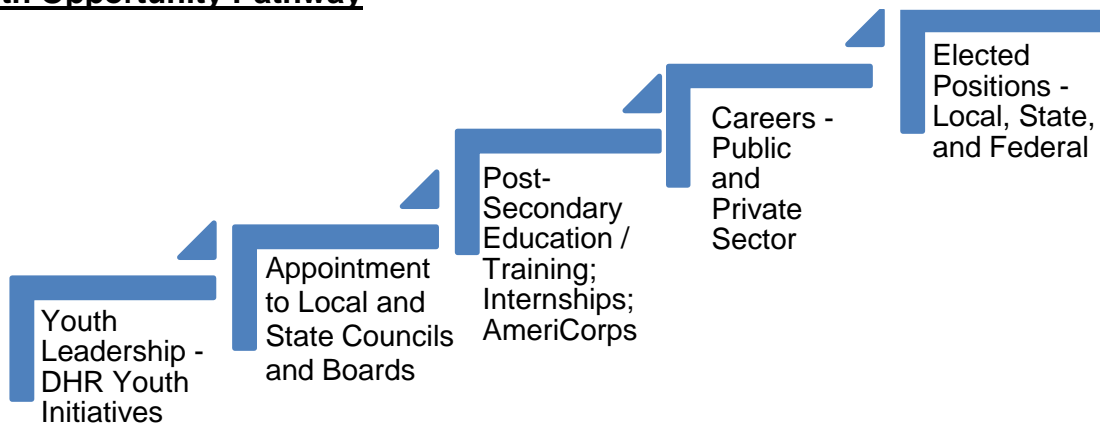 Opportunity Pathway
Youth
Leadership -
DHR Youth
Initiatives
Appointment
to Local and
State Councils
and Boards
Post-
Secondary
Education /
Training;
Internships;
AmeriCorps
Careers -
Public
and
Private
Sector
Elected
Positions -
Local, State,
and Federal